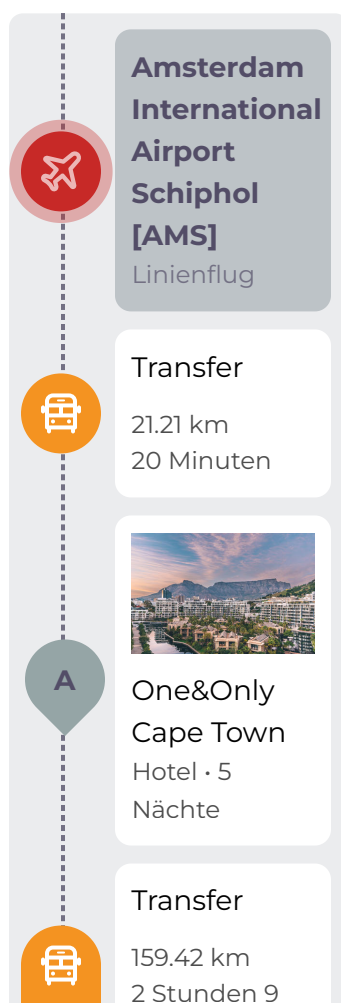 Amsterdam
International
Airport
Schiphol
[AMS]
Linienflug
Transfer
21.21 km
20 Minuten
A
One&Only
Cape Town
Hotel • 5
Nächte
Transfer
159.42 km
2 Stunden 9